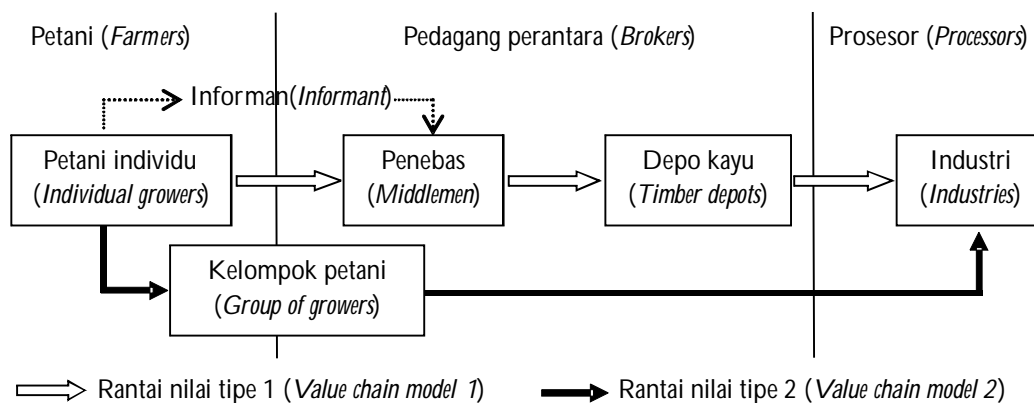 Petani (Farmers)
Pedagang perantara (Brokers)
Prosesor (Processors)
Informan(Informant)
Petani individu
(Individual growers)
Penebas
(Middlemen)
Depo kayu
(Timber depots)
Industri
(Industries)
Kelompok petani
(Group of growers)
Rantai nilai tipe 1 (Value chain model 1)
Rantai nilai tipe 2 (Value chain model 2)